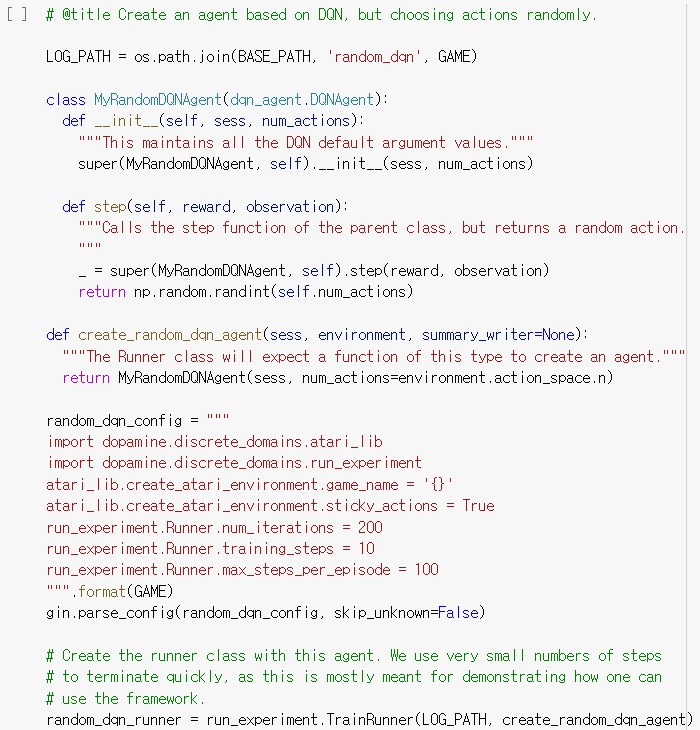 [ ] # @title Create an agent based on DQN, but choosing actions randomly.
LOG_PATH = os.path.join(BASE_PATH, 'random_dqn', GAME)
class MyRandomDQNAgent(dqn_agent.DQNAgent):
  def __init__(self, sess, num_actions):
    """This maintains all the DQN default argument values."""
    super(MyRandomDQNAgent, self).__init__(sess, num_actions)
  def step(self, reward, observation):
    """Calls the step function of the parent class, but returns a random action.
    """
    _ = super(MyRandomDQNAgent, self).step(reward, observation)
    return np.random.randint(self.num_actions)
def create_random_dqn_agent(sess, environment, summary_writer=None):
  """The Runner class will expect a function of this type to create an agent."""
  return MyRandomDQNAgent(sess, num_actions=environment.action_space.n)
random_dqn_config = """
import dopamine.discrete_domains.atari_lib
import dopamine.discrete_domains.run_experiment
atari_lib.create_atari_environment.game_name = '{}'
atari_lib.create_atari_environment.sticky_actions = True
run_experiment.Runner.num_iterations = 200
run_experiment.Runner.training_steps = 10
run_experiment.Runner.max_steps_per_episode = 100
""".format(GAME)
gin.parse_config(random_dqn_config, skip_unknown=False)
# Create the runner class with this agent. We use very small numbers of steps
# to terminate quickly, as this is mostly meant for demonstrating how one can
# use the framework.
random_dqn_runner = run_experiment.TrainRunner(LOG_PATH, create_random_dqn_agent)